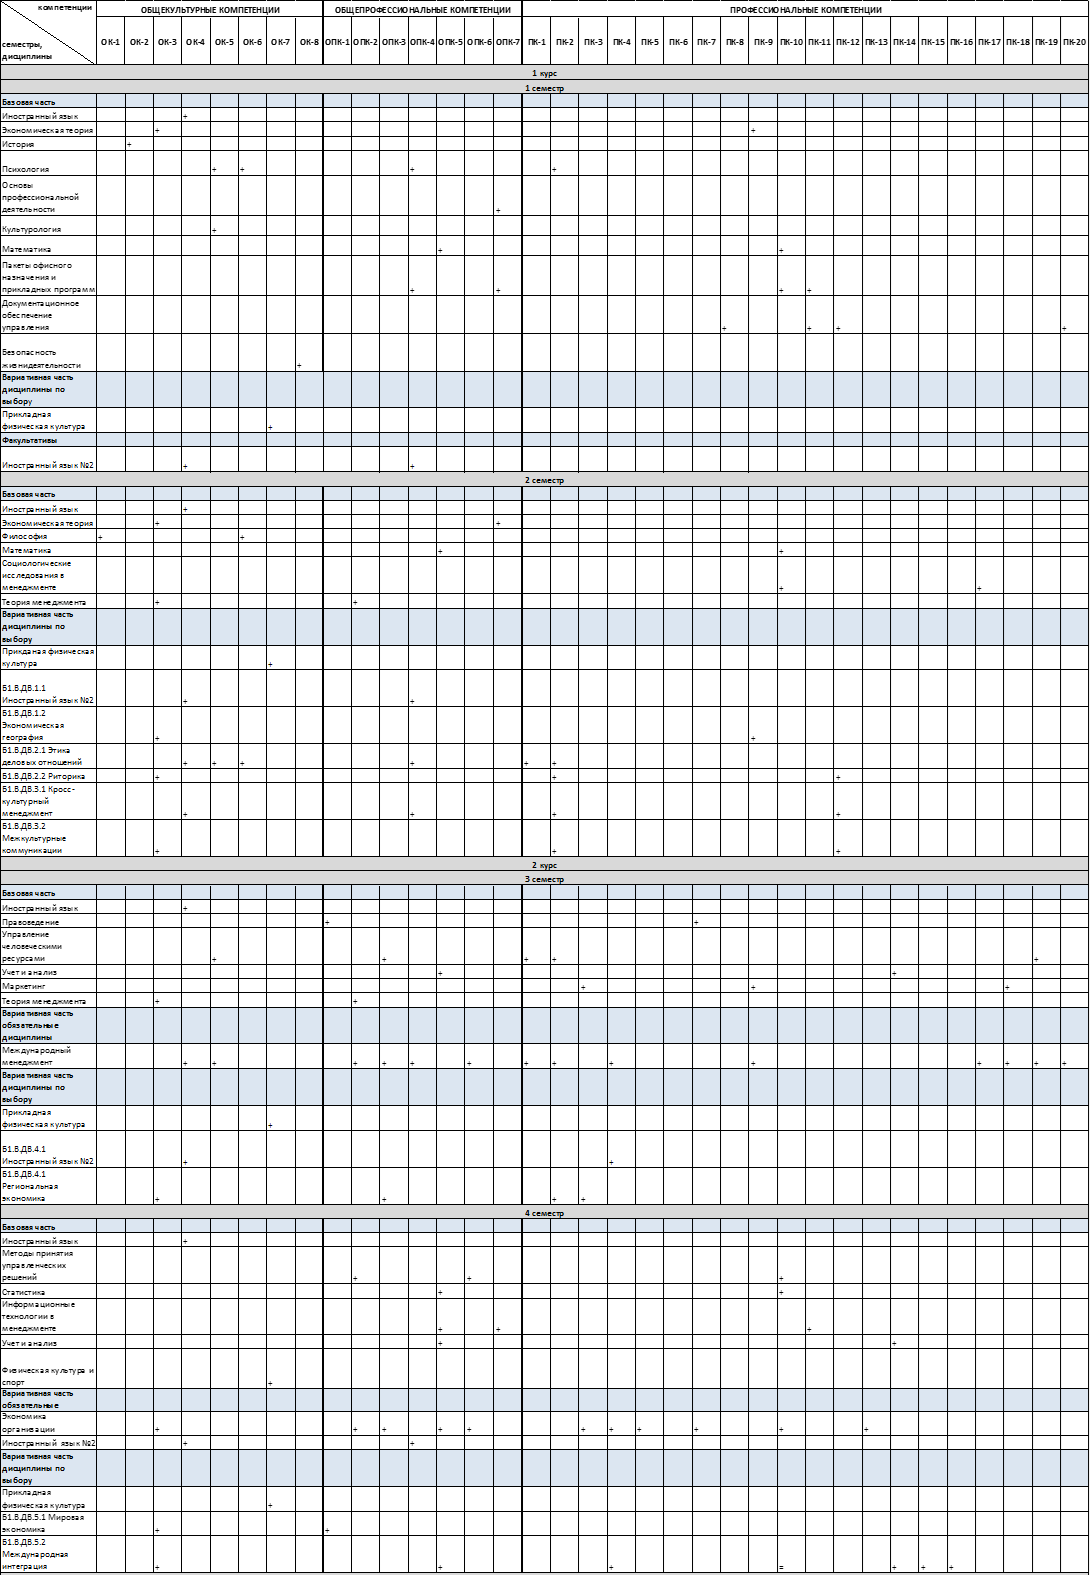 компетенции
семестры,
дисциплины
ОБЩЕКУЛЬТУРНЫЕ КОМПЕТЕНЦИИ ОБЩЕПРОФЕССИОНАЛЬНЫЕ КОМПЕТЕНЦИИ ПРОФЕССИОНАЛЬНЫЕ КОМПЕТЕНЦИИ
ОК-1 ОК-2 ОК-3 ОК-4 ОК-5 ОК-6 ОК-7 ОК-8 ОПК-1 ОПК-2 ОПК-3 ОПК-4 ОПК-5 ОПК-6 ОПК-7 ПК-1 ПК-2 ПК-3 ПК-4 ПК-5 ПК-6 ПК-7 ПК-8 ПК-9 ПК-10 ПК-11 ПК-12 ПК-13 ПК-14 ПК-15 ПК-16 ПК-17 ПК-18 ПК-19 ПК-20
1 курс
1 семестр
Базовая часть
Иностранный язык +
Экономическая теория + +
История +
Психология + + + +
Основы
профессиональной
деятельности +
Культурология +
Математика + +
Пакеты офисного
назначения и
прикладных программ + + + +
Документационное
обеспечение
управления + + + +
Безопасность
жизнидеятельности +
Вариативная часть
дисциплины по
выбору
Прикладная
физическая культура +
Факультативы
Иностранный язык №2 + +
2 семестр
Базовая часть
Иностранный язык +
Экономическая теория + +
Философия + +
Математика + +
Социологические
исследования в
менеджменте + +
Теория менеджмента + +
Вариативная часть
дисциплины по
выбору
Прикданая физическая
культура +
Б1.В.ДВ.1.1
Иностранный язык №2 + +
Б1.В.ДВ.1.2
Экономическая
география + +
Б1.В.ДВ.2.1 Этика
деловых отношений + + + + + +
Б1.В.ДВ.2.2 Риторика + + +
Б1.В.ДВ.3.1 Кросс-
культурный
менеджмент + + + +
Б1.В.ДВ.3.2
Межкультурные
коммуникации + + +
2 курс
3 семестр
Базовая часть
Иностранный язык +
Правоведение + +
Управление
человеческими
ресурсами + + + + +
Учет и анализ + +
Маркетинг + + +
Теория менеджмента + +
Вариативная часть
обязательные
дисциплины
Международный
менеджмент + + + + + + + + + + + + + +
Вариативная часть
дисциплины по
выбору
Прикладная
физическая культура +
Б1.В.ДВ.4.1
Иностранный язык №2 + +
Б1.В.ДВ.4.1
Региональная
экономика + + + +
4 семестр
Базовая часть
Иностранный язык +
Методы принятия
управленческих
решений + + +
Статистика + +
Информационные
технологии в
менеджменте + + +
Учет и анализ + +
Физическая культура и
спорт +
Вариативная часть
обязательные
Экономика
организации + + + + + + + + + + +
Иностранный язык №2 + +
Вариативная часть
дисциплины по
выбору
Прикладная
физическая культура +
Б1.В.ДВ.5.1 Мировая
экономика + +
Б1.В.ДВ.5.2
Международная
интеграция + + + = + + +